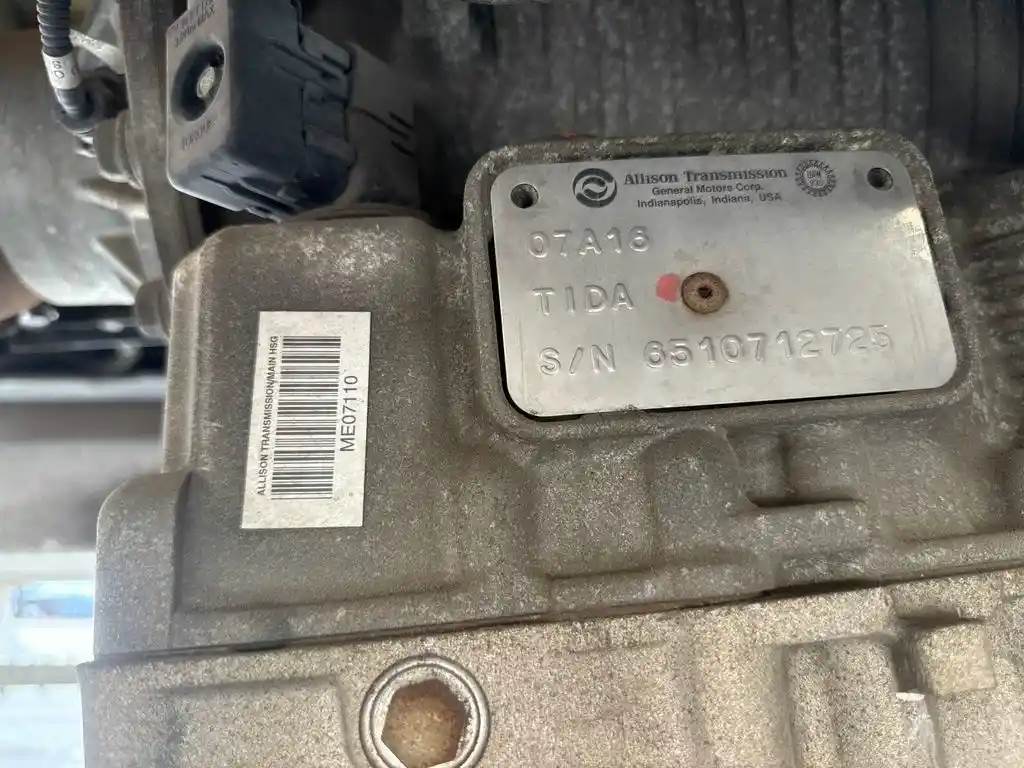 Allison Transmission
General Motors Corp.
Indianapolis, Indiana, USA
07A16
TIDA
S/N 6510712725
ALLISON TRANSMISSION/MAIN HSG
ME07110